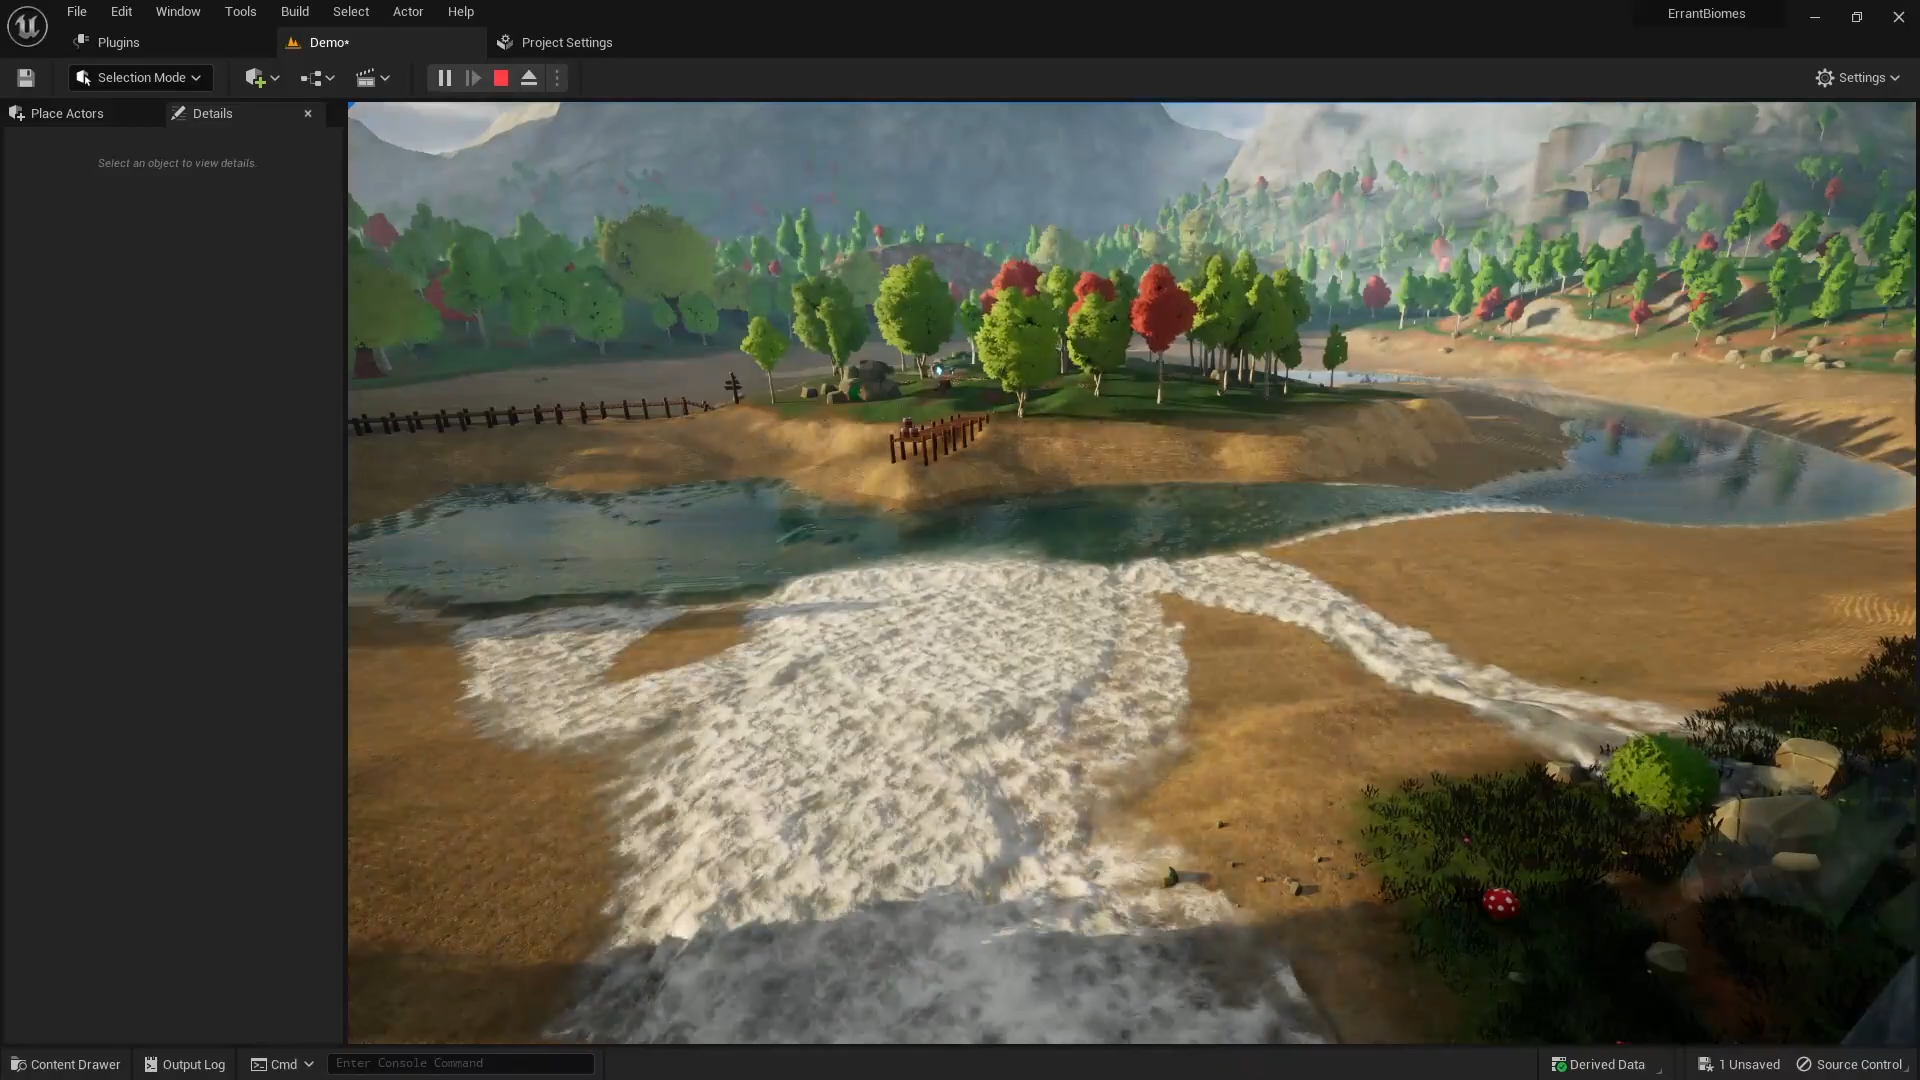 File Edit Window Tools Build Select Actor Help
ErrantBiomes
Plugins
Demo*
Project Settings
Selection Mode
Settings
Place Actors
Details
Select an object to view details.
Content Drawer
Output Log
Cmd
Enter Console Command
Derived Data
1 Unsaved
Source Control